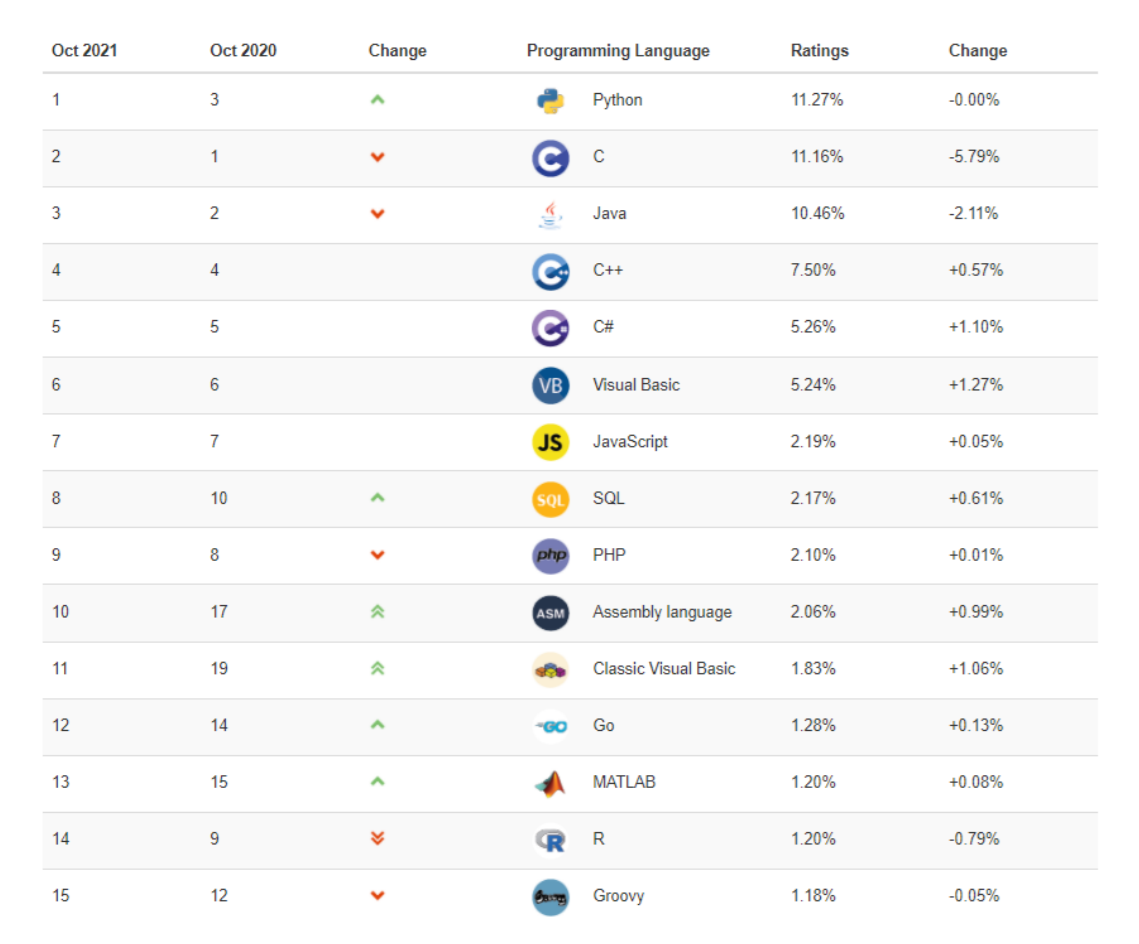 Oct 2021 Oct 2020 Change Programming Language Ratings Change
1 3 Python 11.27% -0.00%
2 1 C C 11.16% -5.79%
3 2 Java 10.46% -2.11%
4 4 C++ C++ 7.50% +0.57%
5 5 C C# 5.26% +1.10%
6 6 VB Visual Basic 5.24% +1.27%
7 7 JS JavaScript 2.19% +0.05%
8 10 SQL SQL 2.17% +0.61%
9 8 php PHP 2.10% +0.01%
10 17 ASM Assembly language 2.06% +0.99%
11 19 Classic Visual Basic 1.83% +1.06%
12 14 GO Go 1.28% +0.13%
13 15 MATLAB 1.20% +0.08%
14 9 R R 1.20% -0.79%
15 12 Groovy 1.18% -0.05%